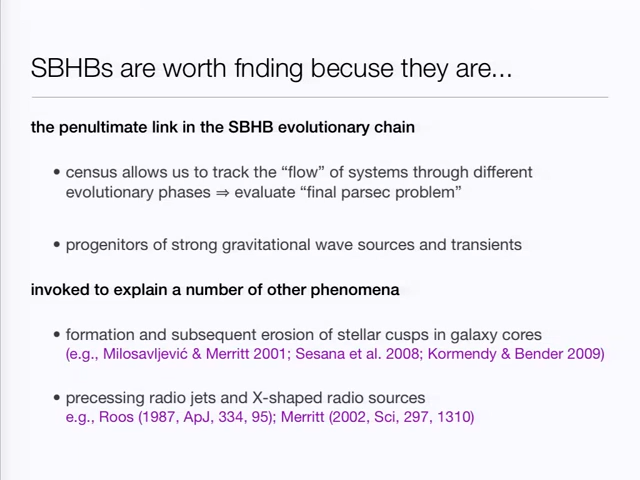 SBHBs are worth fnding becuse they are...
the penultimate link in the SBHB evolutionary chain
• census allows us to track the “flow” of systems through different
evolutionary phases ⇒ evaluate “final parsec problem”
• progenitors of strong gravitational wave sources and transients
invoked to explain a number of other phenomena
• formation and subsequent erosion of stellar cusps in galaxy cores
(e.g., Milosavljević & Merritt 2001; Sesana et al. 2008; Kormendy & Bender 2009)
• precessing radio jets and X-shaped radio sources
e.g., Roos (1987, ApJ, 334, 95); Merritt (2002, Sci, 297, 1310)